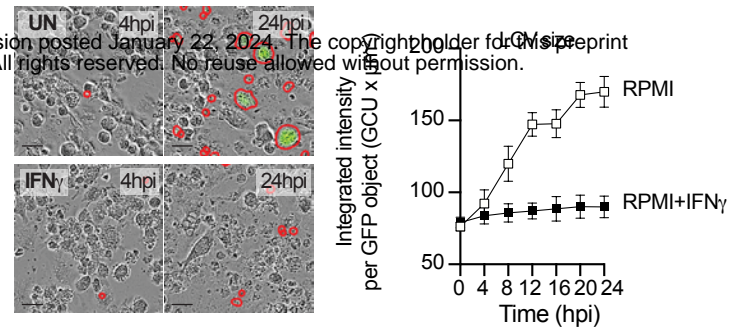 UN 4hpi 24hpi
sion posted January 22, 2024. The copyright holder for this preprint
All rights reserved. No reuse allowed without permission.
IFNγ 4hpi 24hpi
LCV size
Integrated intensity
per GFP object (GCU x μm²)
200
150
100
50
0 4 8 12 16 20 24
Time (hpi)
RPMI
RPMI+IFNγ